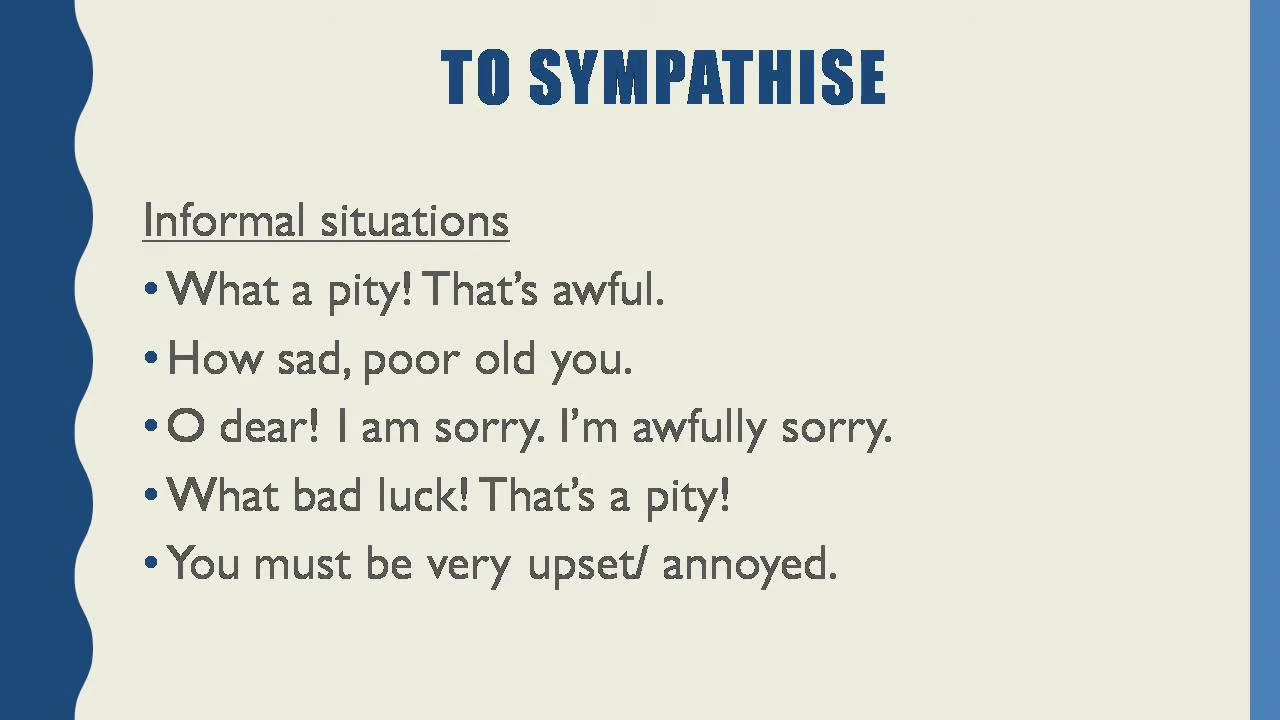 TO SYMPATHISE
Informal situations
•What a pity! That’s awful.
•How sad, poor old you.
•O dear! I am sorry. I’m awfully sorry.
•What bad luck! That’s a pity!
•You must be very upset/ annoyed.